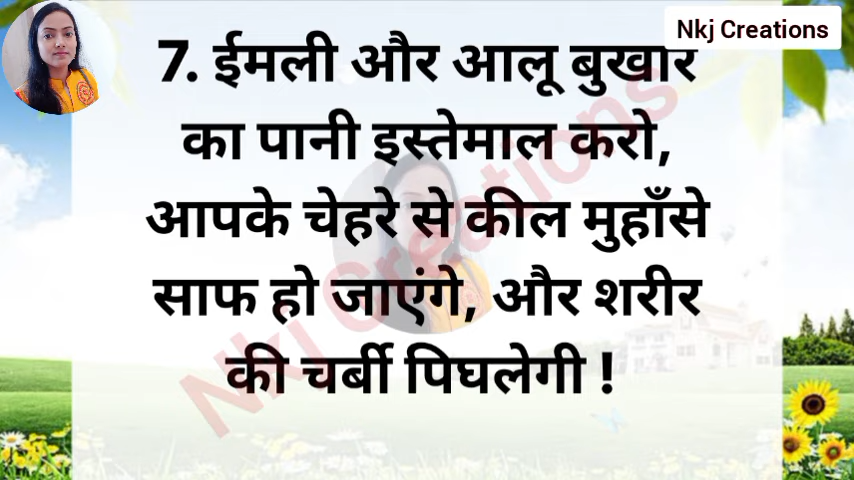 Nkj Creations
7. ईमली और आलू बुखार
का पानी इस्तेमाल करो,
आपके चेहरे से कील मुहाँसे
साफ हो जाएंगे, और शरीर
की चर्बी पिघलेगी !
Nkj Creations